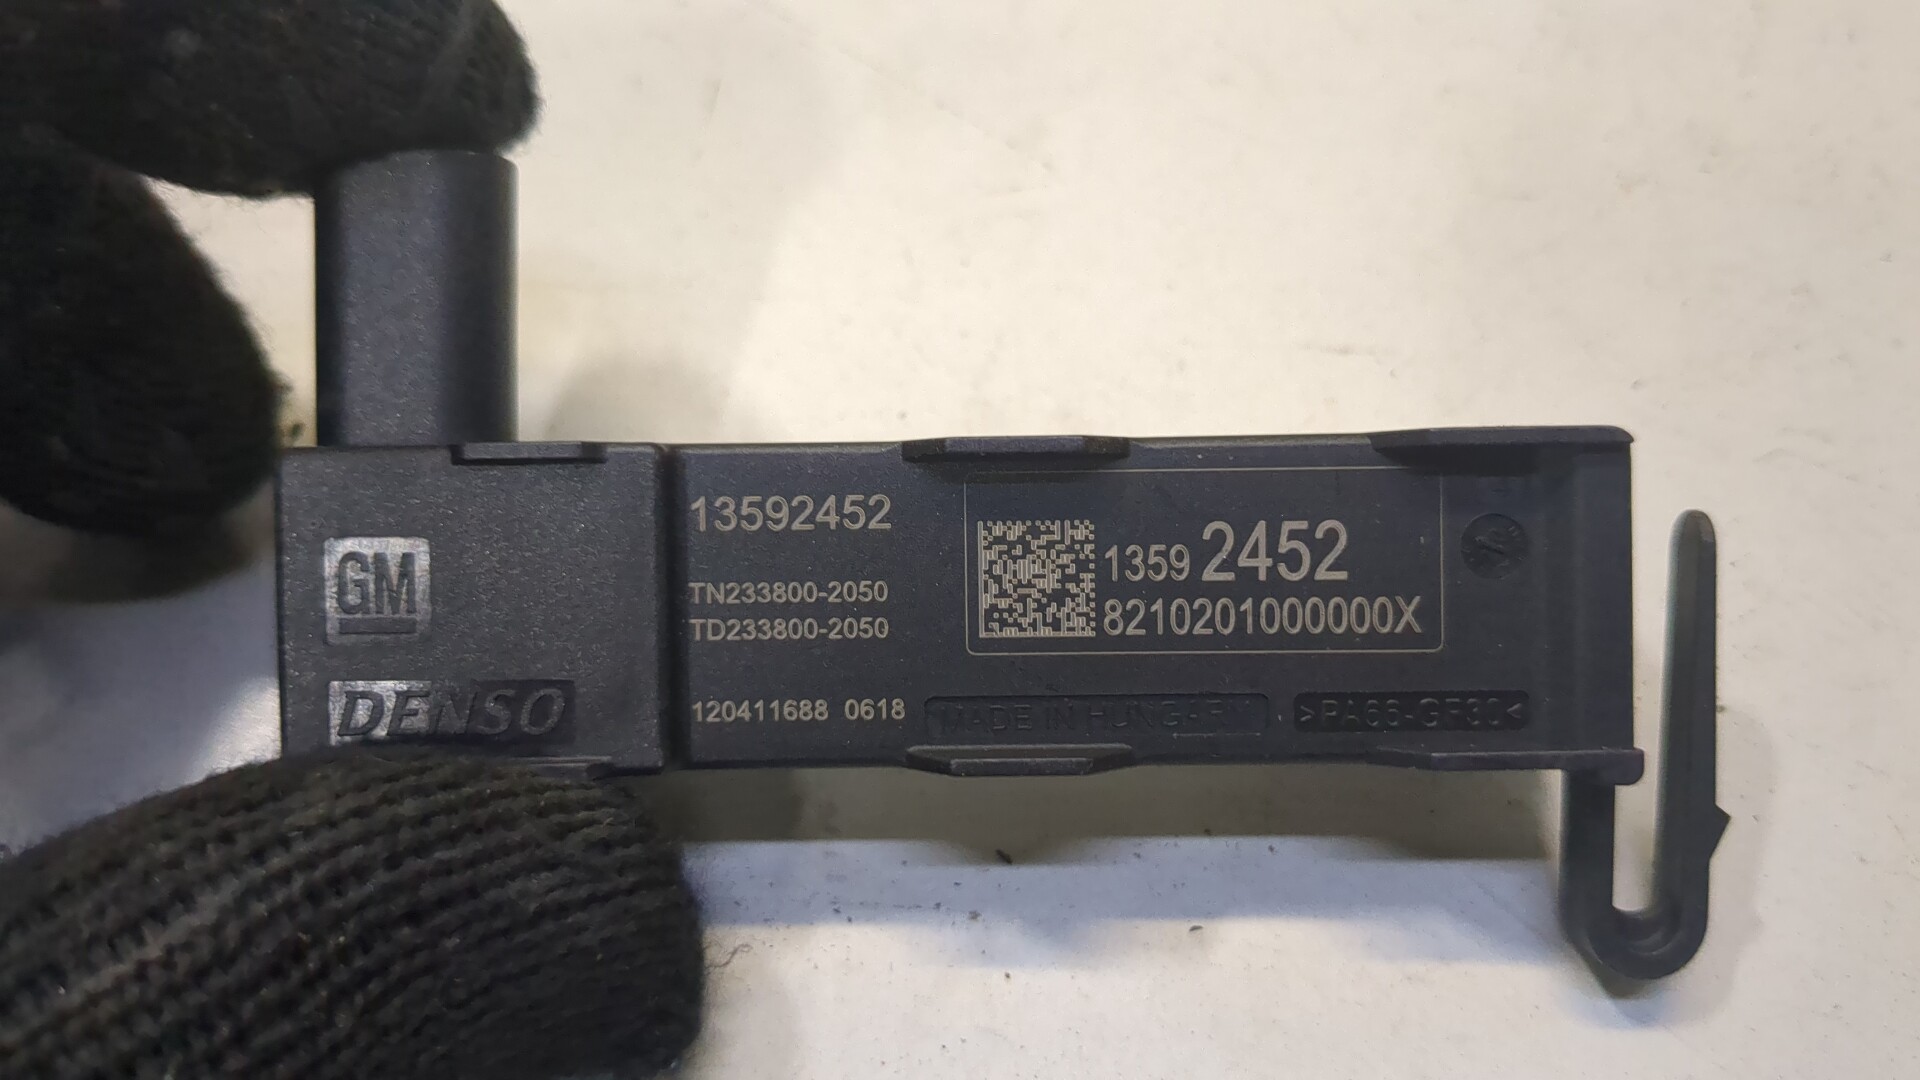 GM
DENSO
13592452
TN233800-2050
TD233800-2050
120411688 0618
1359 2452
8210201000000X
MADE IN HUNGARY
>PA66-GF30<